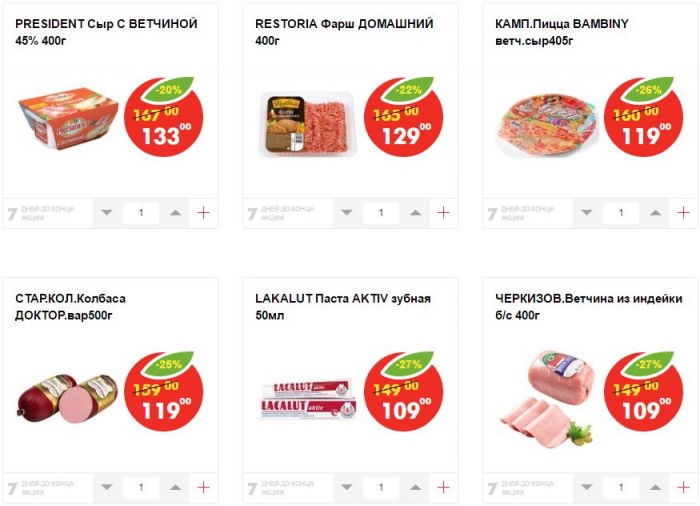 PRESIDENT Сыр С ВЕТЧИНОЙ
45% 400г
-20%
167 00
133 00
PRESIDENT
7 ДНЕЙ ДО КОНЦА
АКЦИИ
1
RESTORIA Фарш ДОМАШНИЙ
400г
-22%
165 00
129 00
7 ДНЕЙ ДО КОНЦА
АКЦИИ
1
КАМП.Пицца BAMBINY
ветч.сыр405г
-26%
160 00
119 00
7 ДНЕЙ ДО КОНЦА
АКЦИИ
1
СТАР.КОЛ.Колбаса
ДОКТОР.вар500г
-25%
159 00
119 00
7 ДНЕЙ ДО КОНЦА
АКЦИИ
1
LAKALUT Паста AKTIV зубная
50мл
-27%
149 00
109 00
LACALUT aktiv
LACALUT aktiv
7 ДНЕЙ ДО КОНЦА
АКЦИИ
1
ЧЕРКИЗОВ.Ветчина из индейки
б/с 400г
-27%
149 00
109 00
7 ДНЕЙ ДО КОНЦА
АКЦИИ
1